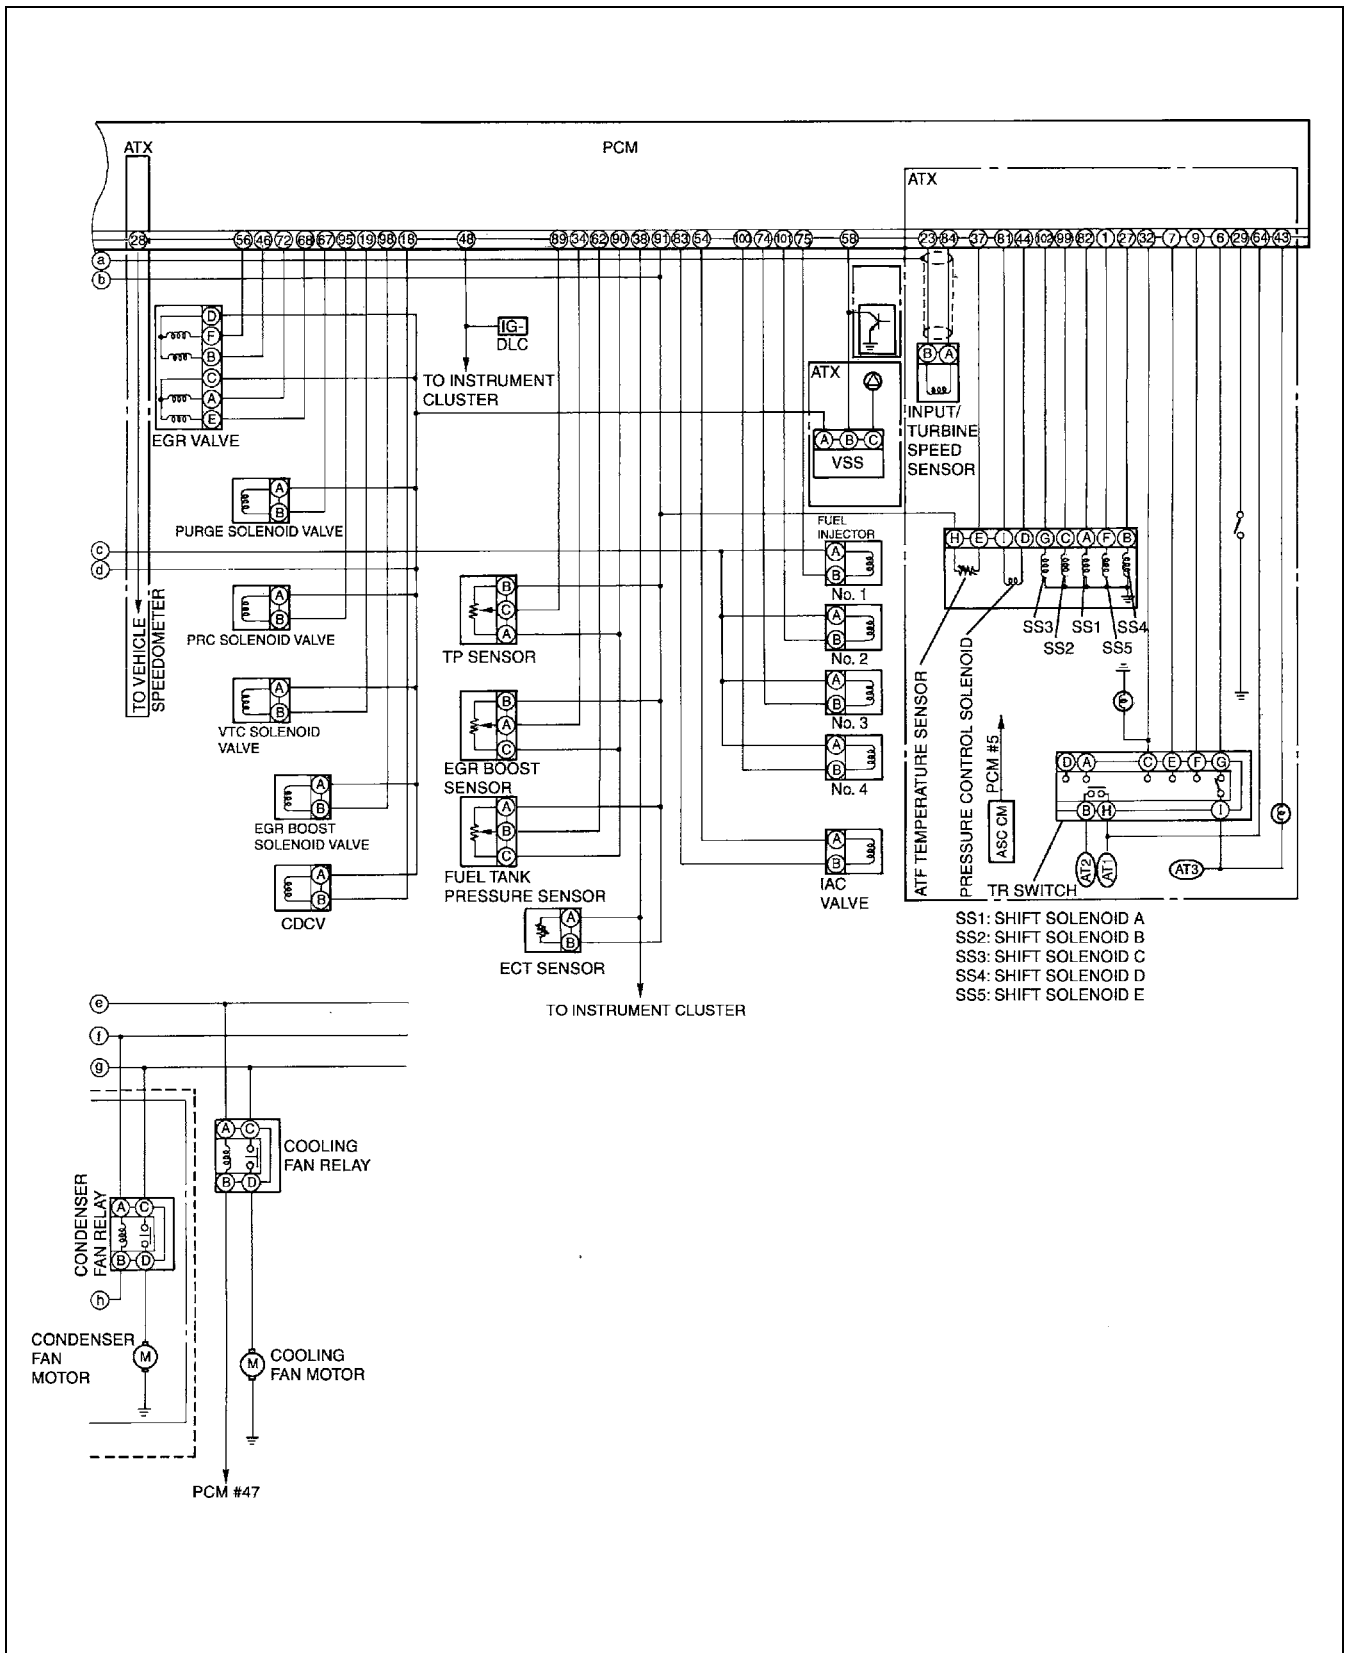 ATX
PCM
ATX
28 56 46 72 68 67 95 19 98 18 48 89 34 62 90 38 91 83 54 100 74 101 75 58 23 84 37 81 44 102 99 82 1 27 32 7 9 6 29 64 43
a
b
D
F
B
C
A
E
EGR VALVE
IG-
DLC
TO INSTRUMENT
CLUSTER
ATX
A B C
VSS
B A
INPUT/
TURBINE
SPEED
SENSOR
A
B
PURGE SOLENOID VALVE
c
d
FUEL
INJECTOR
A
B
No. 1
A
B
No. 2
A
B
No. 3
A
B
No. 4
H E I D G C A F B
SS3 SS1 SS4
SS2 SS5
TO VEHICLE
SPEEDOMETER
A
B
PRC SOLENOID VALVE
A
B
VTC SOLENOID
VALVE
A
B
EGR BOOST
SOLENOID VALVE
A
B
CDCV
B
C
A
TP SENSOR
B
A
C
EGR BOOST
SENSOR
A
B
C
FUEL TANK
PRESSURE SENSOR
A
B
ECT SENSOR
TO INSTRUMENT CLUSTER
A
B
IAC
VALVE
ATF TEMPERATURE SENSOR
PRESSURE CONTROL SOLENOID
PCM #5
ASC CM
D A C E F G
B H I
AT2 AT1 AT3
TR SWITCH
SS1: SHIFT SOLENOID A
SS2: SHIFT SOLENOID B
SS3: SHIFT SOLENOID C
SS4: SHIFT SOLENOID D
SS5: SHIFT SOLENOID E
e
f
g
A C
B D
COOLING
FAN RELAY
CONDENSER
FAN RELAY
A C
B D
h
CONDENSER
FAN
MOTOR
M
M
COOLING
FAN MOTOR
PCM #47